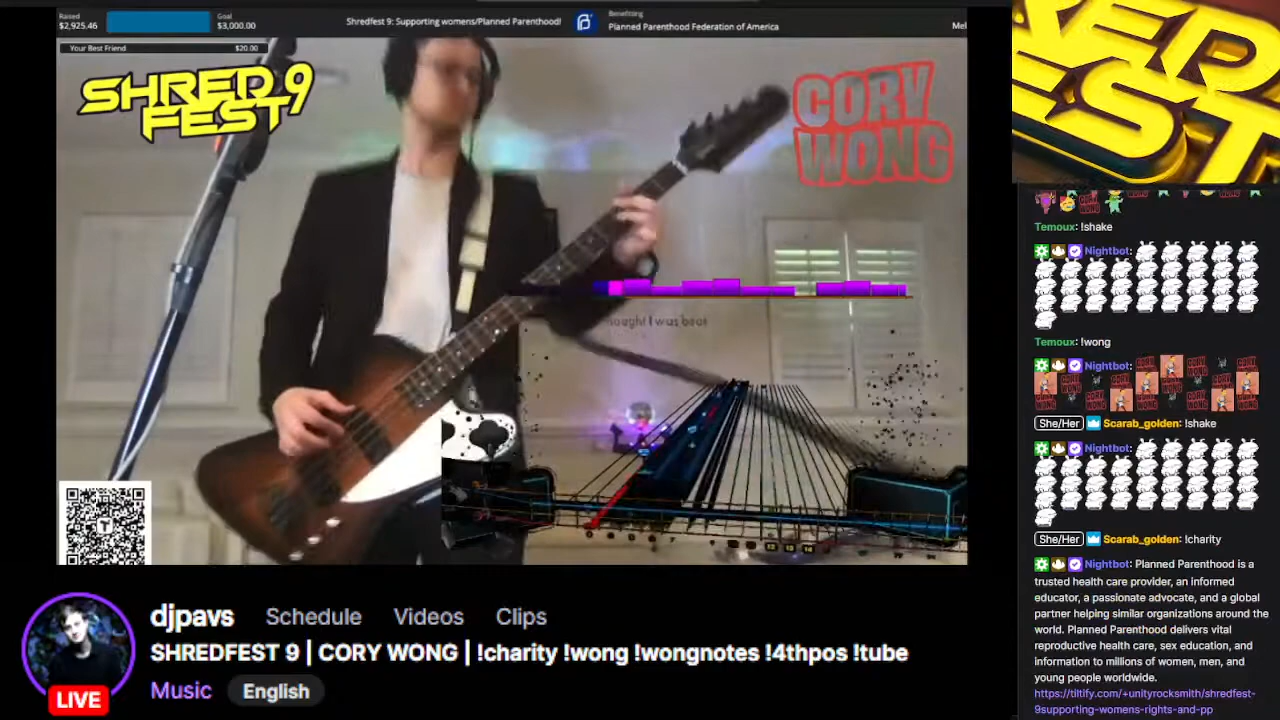 Raised
$2,925.46
Goal
$3,000.00
Shredfest 9: Supporting womens/Planned Parenthood!
Benefitting
Planned Parenthood Federation of America
Mel
Your Best Friend $20.00
SHRED 9
FEST
CORY
WONG
hought I was beat
Temoux: !shake
Nightbot:
Temoux: !wong
Nightbot:
She/Her Scarab_golden: !shake
Nightbot:
She/Her Scarab_golden: !charity
Nightbot: Planned Parenthood is a
trusted health care provider, an informed
educator, a passionate advocate, and a global
partner helping similar organizations around the
world. Planned Parenthood delivers vital
reproductive health care, sex education, and
information to millions of women, men, and
young people worldwide.
https://tiltify.com/+unityrocksmith/shredfest-
9supporting-womens-rights-and-pp
djpavs Schedule Videos Clips
SHREDFEST 9 | CORY WONG | !charity !wong !wongnotes !4thpos !tube
LIVE
Music English